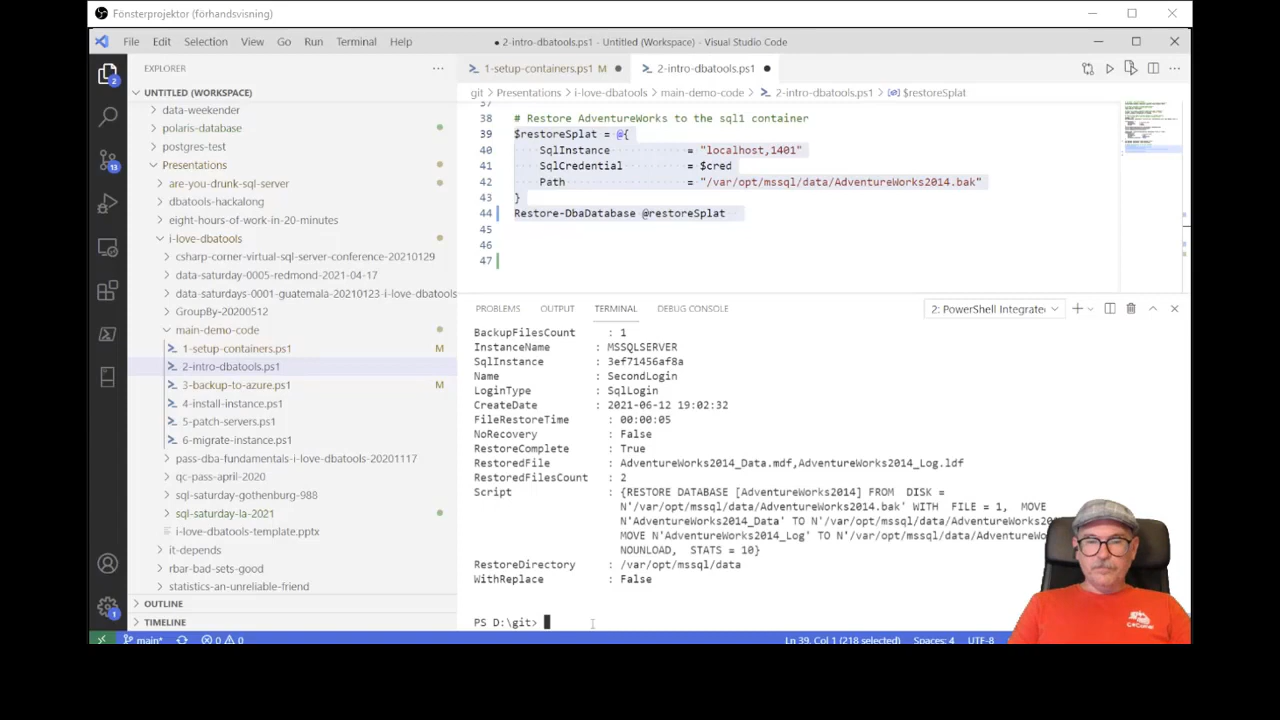 Fönsterprojektor (förhandsvisning)
File Edit Selection View Go Run Terminal Help
● 2-intro-dbatools.ps1 - Untitled (Workspace) - Visual Studio Code
EXPLORER ···
1-setup-containers.ps1 M ●
2-intro-dbatools.ps1 ●
UNTITLED (WORKSPACE)
data-weekender
polaris-database
postgres-test
Presentations
are-you-drunk-sql-server
dbatools-hackalong
eight-hours-of-work-in-20-minutes
i-love-dbatools
csharp-corner-virtual-sql-server-conference-20210129
data-saturday-0005-redmond-2021-04-17
data-saturdays-0001-guatemala-20210123-i-love-dbatools
GroupBy-20200512
main-demo-code
1-setup-containers.ps1 M
2-intro-dbatools.ps1
3-backup-to-azure.ps1 M
4-install-instance.ps1
5-patch-servers.ps1
6-migrate-instance.ps1
pass-dba-fundamentals-i-love-dbatools-20201117
qc-pass-april-2020
sql-saturday-gothenburg-988
sql-saturday-la-2021
i-love-dbatools-template.pptx
it-depends
rbar-bad-sets-good
statistics-an-unreliable-friend
OUTLINE
TIMELINE
2
13
1
git > Presentations > i-love-dbatools > main-demo-code > 2-intro-dbatools.ps1 > $restoreSplat
37
38 # Restore AdventureWorks to the sql1 container
39 $restoreSplat = @{
40 SqlInstance = "localhost,1401"
41 SqlCredential = $cred
42 Path = "/var/opt/mssql/data/AdventureWorks2014.bak"
43 }
44 Restore-DbaDatabase @restoreSplat
45
46
47
PROBLEMS OUTPUT TERMINAL DEBUG CONSOLE
2: PowerShell Integrate
BackupFilesCount : 1
InstanceName : MSSQLSERVER
SqlInstance : 3ef71456af8a
Name : SecondLogin
LoginType : SqlLogin
CreateDate : 2021-06-12 19:02:32
FileRestoreTime : 00:00:05
NoRecovery : False
RestoreComplete : True
RestoredFile : AdventureWorks2014_Data.mdf,AdventureWorks2014_Log.ldf
RestoredFilesCount : 2
Script : {RESTORE DATABASE [AdventureWorks2014] FROM DISK =
N'/var/opt/mssql/data/AdventureWorks2014.bak' WITH FILE = 1, MOVE
N'AdventureWorks2014_Data' TO N'/var/opt/mssql/data/AdventureWorks
MOVE N'AdventureWorks2014_Log' TO N'/var/opt/mssql/data/AdventureWo
NOUNLOAD, STATS = 10}
RestoreDirectory : /var/opt/mssql/data
WithReplace : False
PS D:\git>
main* 0 0
Ln 39, Col 1 (218 selected) Spaces: 4 UTF-8